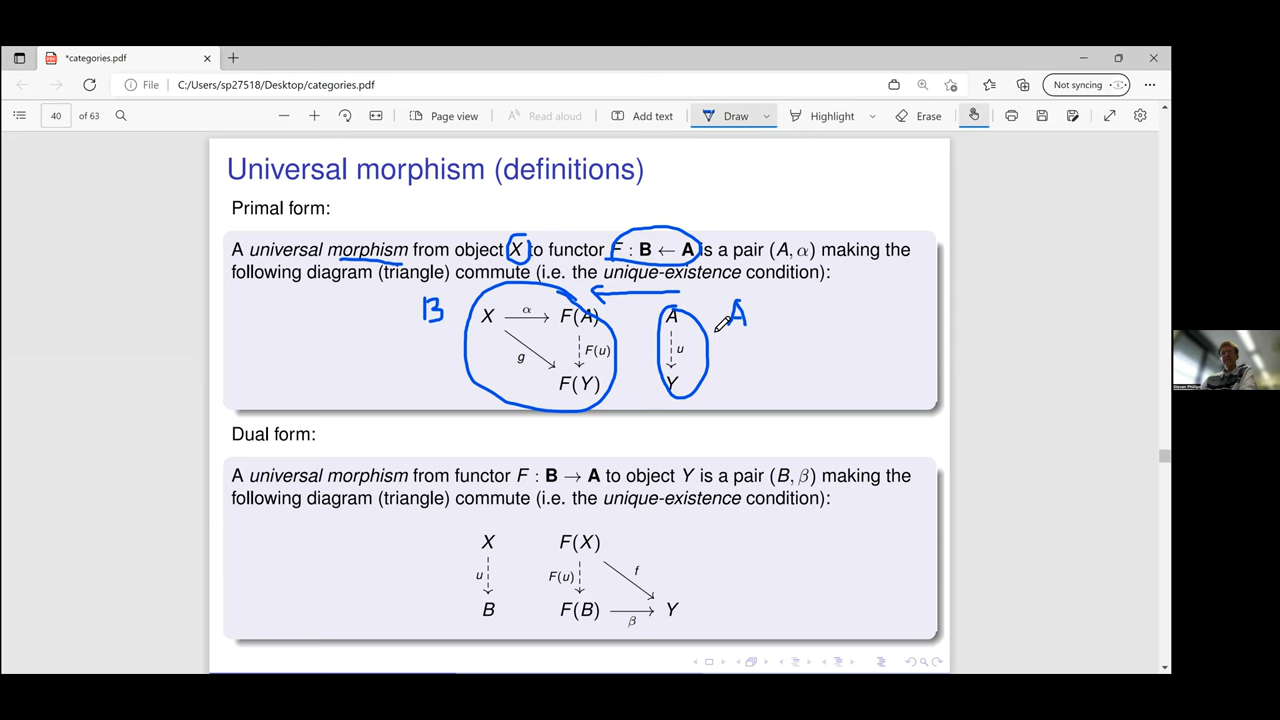 *categories.pdf
File C:/Users/sp27518/Desktop/categories.pdf Not syncing
40 of 63 Page view Read aloud Add text Draw Highlight Erase
Universal morphism (definitions)
Primal form:
A universal morphism from object X to functor F : B ← A is a pair (A, α) making the
following diagram (triangle) commute (i.e. the unique-existence condition):
B X α F(A) A A
g F(u) u
F(Y) Y
Dual form:
A universal morphism from functor F : B → A to object Y is a pair (B, β) making the
following diagram (triangle) commute (i.e. the unique-existence condition):
X F(X)
u F(u) f
B F(B) β Y